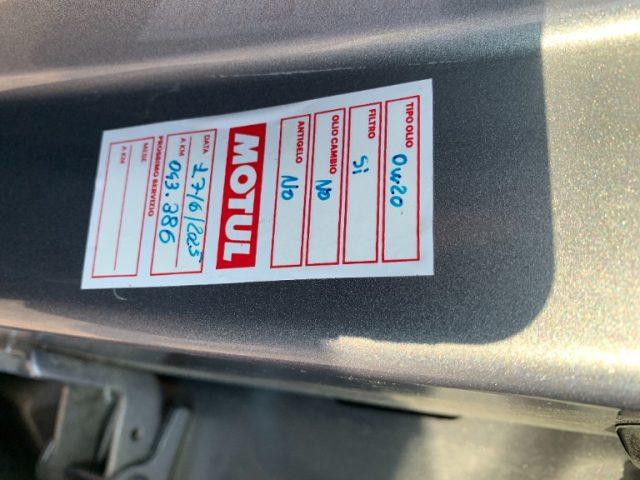 TIPO OLIO 0w20
FILTRO Si
OLIO CAMBIO No
ANTIGELO No
MOTUL
DATA 17/6/2025
A KM 043.386
PROSSIMO SERVIZIO
MESE
A KM